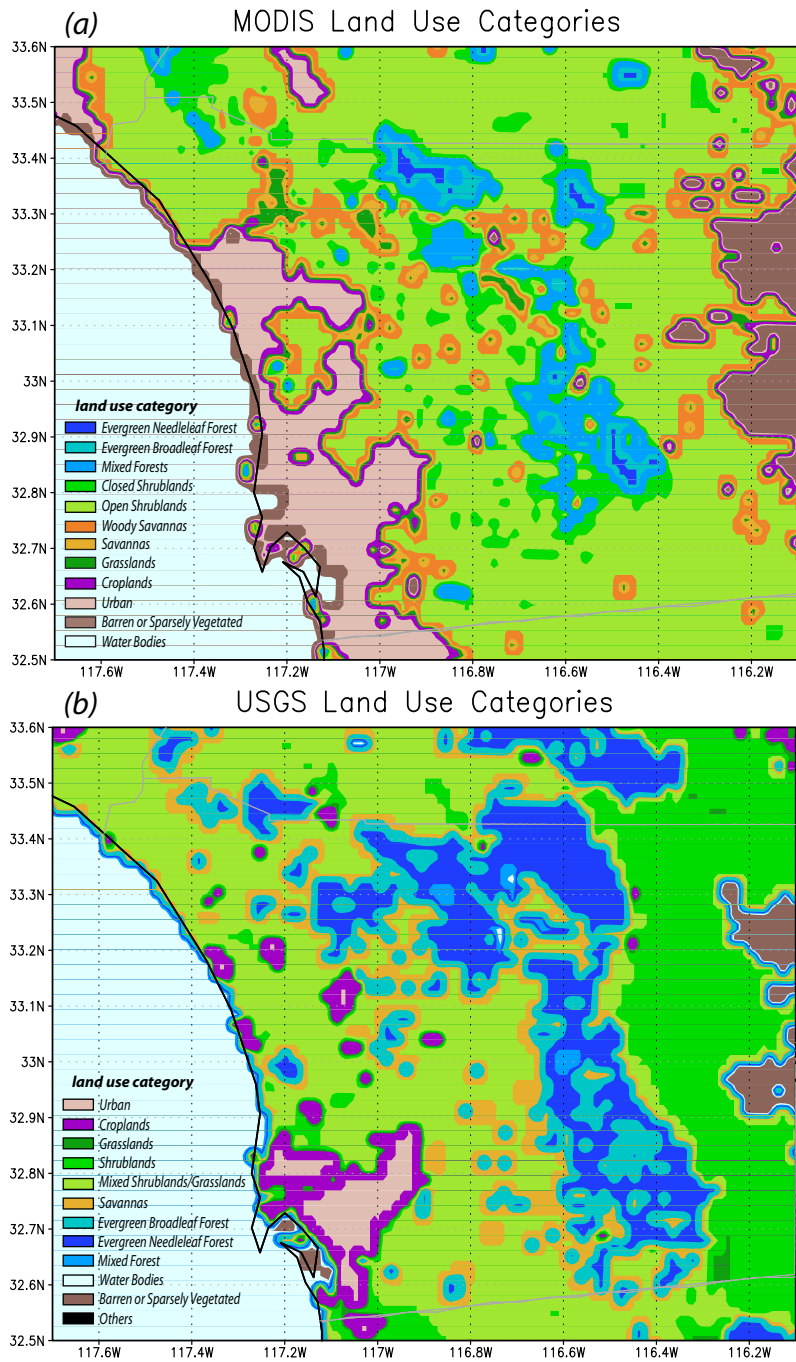 (a) MODIS Land Use Categories
33.6N
33.5N
33.4N
33.3N
33.2N
33.1N
33N
32.9N
32.8N
32.7N
32.6N
32.5N
land use category
Evergreen Needleleaf Forest
Evergreen Broadleaf Forest
Mixed Forests
Closed Shrublands
Open Shrublands
Woody Savannas
Savannas
Grasslands
Croplands
Urban
Barren or Sparsely Vegetated
Water Bodies
117.6W 117.4W 117.2W 117W 116.8W 116.6W 116.4W 116.2W
(b) USGS Land Use Categories
33.6N
33.5N
33.4N
33.3N
33.2N
33.1N
33N
32.9N
32.8N
32.7N
32.6N
32.5N
land use category
Urban
Croplands
Grasslands
Shrublands
Mixed Shrublands/Grasslands
Savannas
Evergreen Broadleaf Forest
Evergreen Needleleaf Forest
Mixed Forest
Water Bodies
Barren or Sparsely Vegetated
Others
117.6W 117.4W 117.2W 117W 116.8W 116.6W 116.4W 116.2W